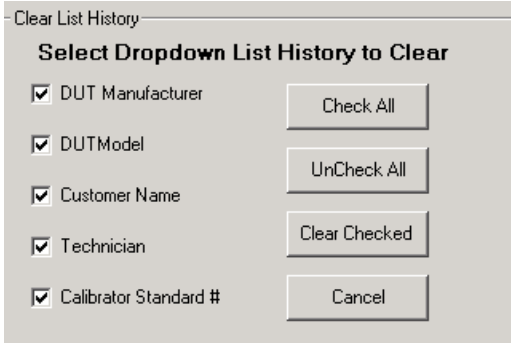 Clear List History
Select Dropdown List History to Clear
DUT Manufacturer
Check All
DUTModel
UnCheck All
Customer Name
Clear Checked
Technician
Calibrator Standard #
Cancel